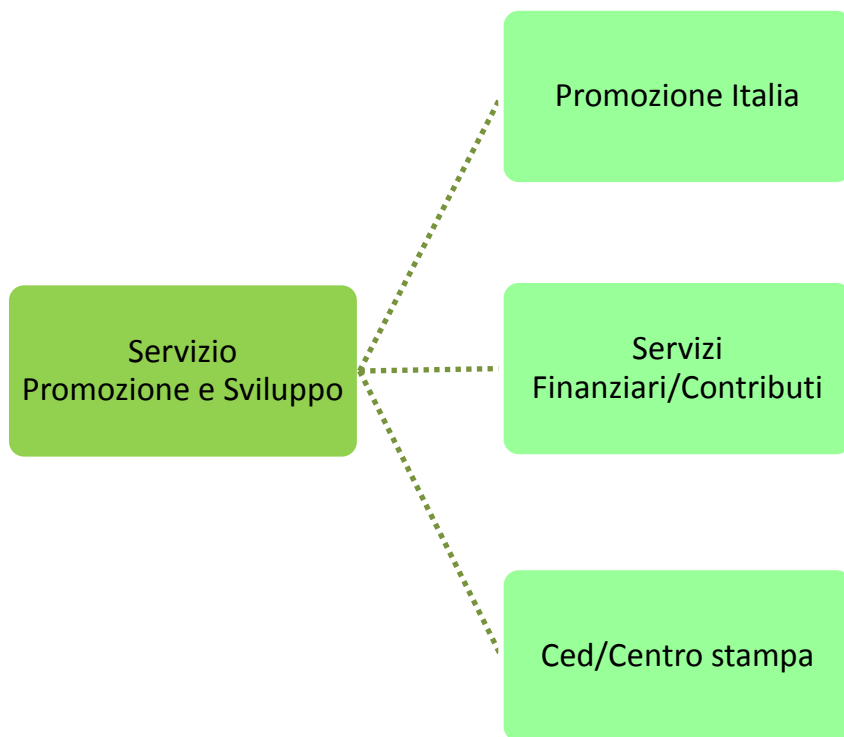 Promozione Italia
Servizio
Promozione e Sviluppo
Servizi
Finanziari/Contributi
Ced/Centro stampa